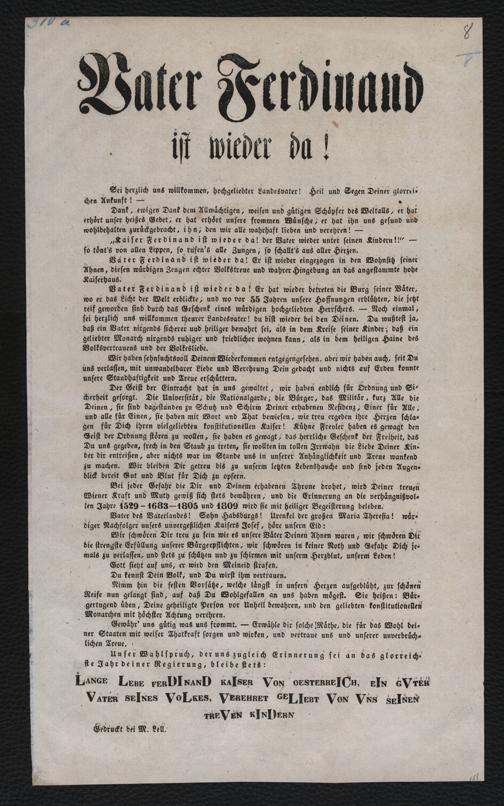 310 a
8
Vater Ferdinand
ist wieder da!
Sei herzlich uns willkommen, hochgeliebter Landesvater! Heil und Segen Deiner glorrei-
chen Ankunft! —
Dank, ewigen Dank dem Allmächtigen, weisen und gütigen Schöpfer des Weltalls, er hat
erhört unser heißes Gebet, er hat erhört unsere frommen Wünsche, er hat ihn uns gesund und
wohlbehalten zurückgebracht, ihn, den wir alle wahrhaft lieben und verehren! —
„Kaiser Ferdinand ist wieder da! der Vater wieder unter seinen Kindern!!" —
so tönt's von allen Lippen, so rufen's alle Zungen, so schallt's aus aller Herzen.
Vater Ferdinand ist wieder da! Er ist wieder eingezogen in den Wohnsitz seiner
Ahnen, diesen würdigen Zeugen echter Volkstreue und wahrer Hingebung an das angestammte hohe
Kaiserhaus.
Vater Ferdinand ist wieder da! Er hat wieder betreten die Burg seiner Väter,
wo er das Licht der Welt erblickte, und wo vor 55 Jahren unsere Hoffnungen erblühten, die jetzt
reif geworden sind durch das Geschenk eines würdigen hochgeliebten Herrschers. — Noch einmal,
sei herzlich uns willkommen theurer Landesvater! du bist wieder bei den Deinen. Du wußtest ja,
daß ein Vater nirgend sicherer und heiliger bewahrt sei, als in dem Kreise seiner Kinder; daß ein
geliebter Monarch nirgends ruhiger und friedlicher wohnen kann, als in dem heiligen Haine des
Volksvertrauens und der Volksliebe.
Wir haben sehnsuchtsvoll Deinem Wiederkommen entgegengesehen, aber wir haben auch, seit Du
uns verlassen, mit unwandelbarer Liebe und Verehrung Dein gedacht und nichts auf Erden konnte
unsere Standhaftigkeit und Treue erschüttern.
Der Geist der Eintracht hat in uns gewaltet, wir haben endlich für Ordnung und Si-
cherheit gesorgt. Die Universität, die Nationalgarde, die Bürger, das Militär, kurz Alle die
Deinen, sie sind dagestanden zu Schutz und Schirm Deiner erhabenen Residenz, Einer für Alle,
und alle für Einen, sie haben mit Wort und That bewiesen, wie treu ergeben ihre Herzen schla-
gen für Dich ihren vielgeliebten konstitutionellen Kaiser! Kühne Frevler haben es gewagt den
Geist der Ordnung stören zu wollen, sie haben es gewagt, das herrliche Geschenk der Freiheit, das
Du uns gegeben, frech in den Staub zu treten, sie wollten im tollen Irrwahn die Liebe Deiner Kin-
der dir entreißen, aber nichts war im Stande uns in unserer Anhänglichkeit und Treue wankend
zu machen. Wir bleiben Dir getreu bis zu unserm letzten Lebenshauche und sind jeden Augen-
blick bereit Gut und Blut für Dich zu opfern.
Bei jeder Gefahr die Dir und Deinem erhabenen Throne drohet, wird Deiner treuen
Wiener Kraft und Muth gewiß sich stets bewähren, und die Erinnerung an die verhängnißvol-
len Jahre 1529—1683—1805 und 1809 wird sie mit heiliger Begeisterung beleben.
Vater des Vaterlandes! Sohn Habsburgs! Urenkel der großen Maria Theresia! wür-
diger Nachfolger unsers unvergeßlichen Kaisers Josef, höre unsern Eid:
Wir schwören Dir treu zu sein wie es unsre Väter Deinen Ahnen waren, wir schwören Dir
die strengste Erfüllung unserer Bürgerpflichten, wir schwören in keiner Noth und Gefahr Dich je-
mals zu verlassen, und stets zu schützen und zu schirmen mit unserm Herzblut, unserm Leben!
Gott sieht auf uns, er wird den Meineid strafen.
Du kennst Dein Volk, und Du wirst ihm vertrauen.
Nimm hin die festen Vorsätze, welche längst in unsern Herzen aufgeblüht, zur schönen
Reife nun gelangt sind, auf daß Du Wohlgefallen an uns haben mögest. Sie heißen: Bür-
gertugend üben, Deine geheiligte Person vor Unheil bewahren, und den geliebten konstitutionellen
Monarchen mit höchster Achtung verehren.
Gewähr' uns gütig was uns frommt. — Erwähle dir solche Räthe, die für das Wohl dei-
ner Staaten mit weiser Thatkraft sorgen und wirken, und vertraue uns und unserer unverbrüch-
lichen Treue.
Unser Wahlspruch, der uns zugleich Erinnerung sei an das glorreich-
ste Jahr deiner Regierung, bleibe stets:
LANGE LEBE FERDINAND KAISER VON OESTERREICH, EIN GVTER
VATER SEINES VOLKES, VEREHRET GELIEBT VON VNS SEINEN
TREVEN KINDERN
Gedruckt bei M. Lell.